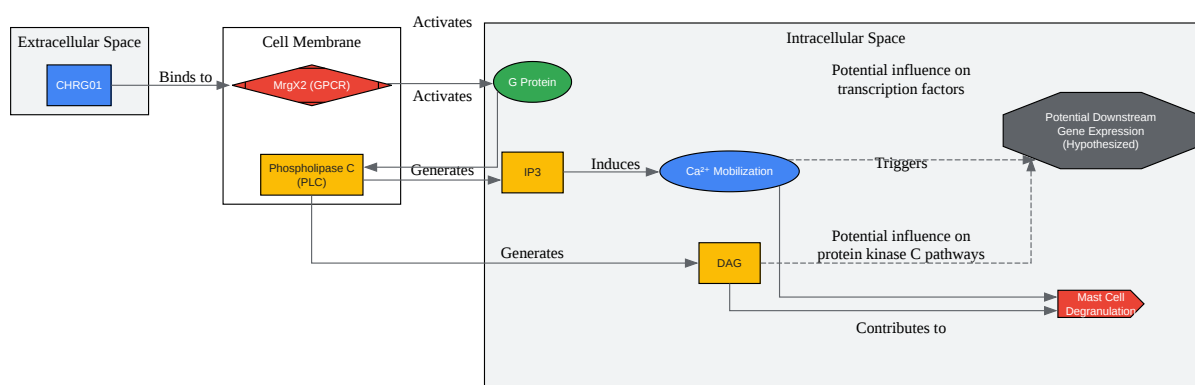 Activates
Extracellular Space
Cell Membrane
Intracellular Space
CHRG01
Binds to
MrgX2 (GPCR)
Activates
G Protein
Potential influence on
transcription factors
Potential Downstream
Gene Expression
(Hypothesized)
Phospholipase C
(PLC)
Generates
IP3
Induces
Ca²⁺ Mobilization
Triggers
Generates
DAG
Potential influence on
protein kinase C pathways
Mast Cell
Degranulation
Contributes to